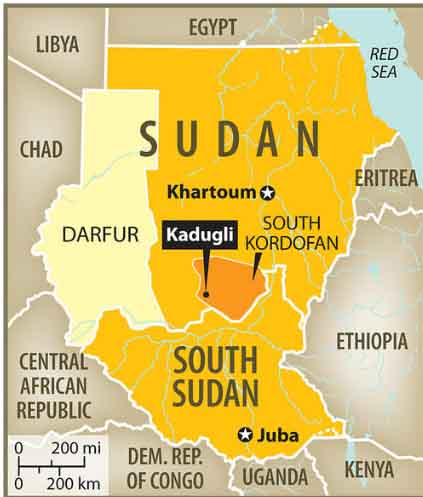 EGYPT
LIBYA
RED
SEA
SUDAN
CHAD
Khartoum
ERITREA
DARFUR
Kadugli
SOUTH
KORDOFAN
ETHIOPIA
CENTRAL
AFRICAN
REPUBLIC
SOUTH
SUDAN
Juba
0 200 mi
0 200 km
DEM. REP.
OF CONGO
UGANDA
KENYA